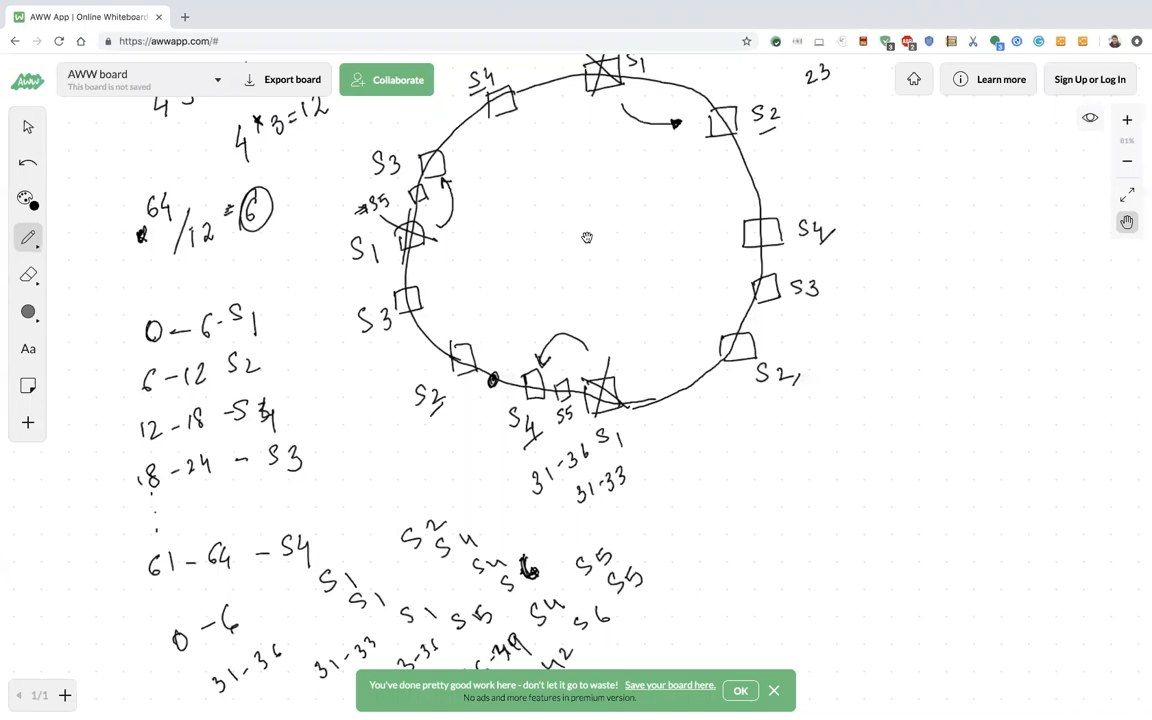 AWW App | Online Whiteboard
https://awwapp.com/#
AWW board
This board is not saved
Export board
Collaborate
Learn more
Sign Up or Log In
81%
Aa
1/1
4
4*3=12
64/12 = 6
0 - 6 - S1
6 - 12 S2
12 - 18 - S4
18 - 24 - S3
61 - 64 - S4
0 - 6
31-36
31-33
S1
S1
S1
S5
S2
S4
S4
S6
S5
S5
S4
S6
S4
S1
S2
23
S4
S3
S2
S1
S5
S4
S2
S3
S1
S5
S3
31-36
31-33
You've done pretty good work here - don't let it go to waste! Save your board here.
No ads and more features in premium version.
OK